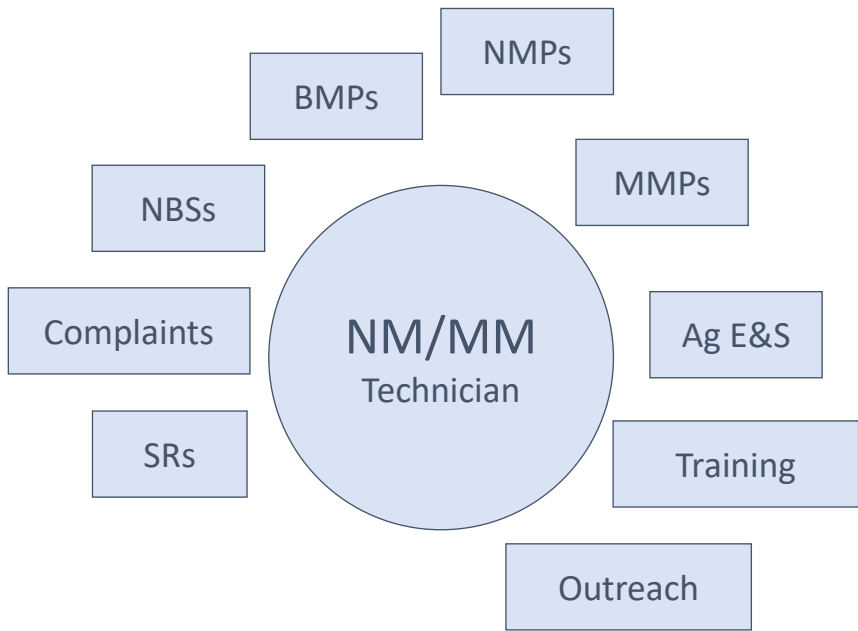 NMPs
BMPs
MMPs
NBSs
Complaints
NM/MM
Technician
Ag E&S
SRs
Training
Outreach